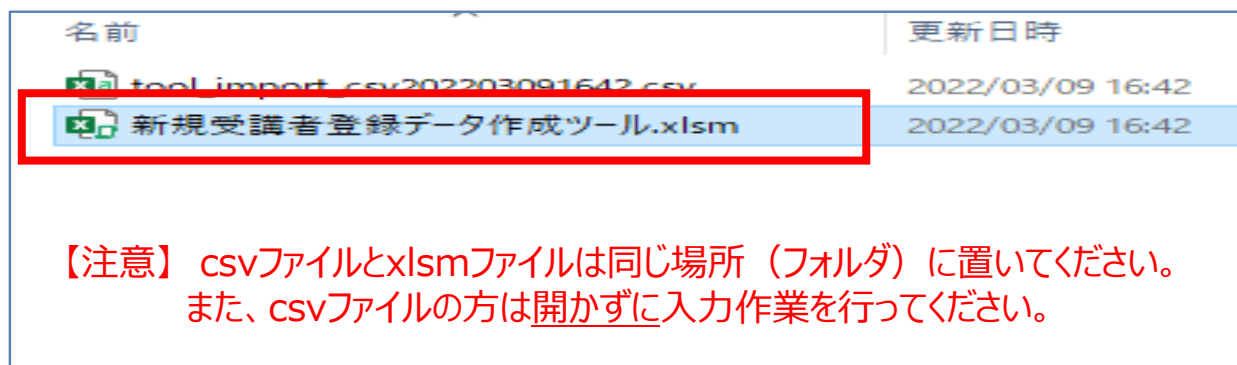 名前 更新日時
tool_import_csv202203091642.csv 2022/03/09 16:42
新規受講者登録データ作成ツール.xlsm 2022/03/09 16:42
【注意】 csvファイルとxlsmファイルは同じ場所（フォルダ）に置いてください。
また、csvファイルの方は開かずに入力作業を行ってください。